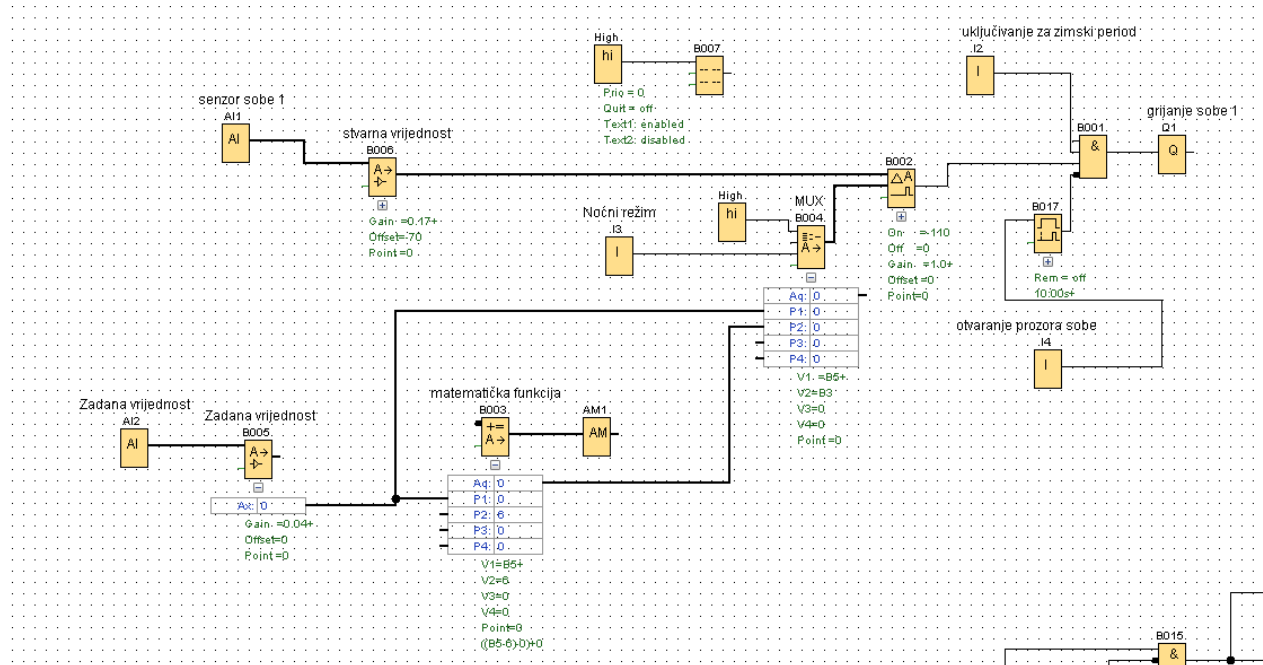 uključivanje za zimski period
I2
I
High
hi
B007
Prio = 0
Quit = off
Text1: enabled
Text2: disabled
senzor sobe 1
AI1
AI
stvarna vrijednost
B006
A→
Gain =0.17+
Offset=-70
Point =0
grijanje sobe 1
B001
&
Q1
Q
B002
ΔA
On =-110
Off =0
Gain =1.0+
Offset =0
Point=0
High
hi
MUX
B004
A→
Noćni režim
I3
I
B017
Rem = off
10:00s+
Aq: 0
P1: 0
P2: 0
P3: 0
P4: 0
V1 =B5+
V2=B3
V3=0
V4=0
Point =0
otvaranje prozora sobe
I4
I
Zadana vrijednost
AI2
AI
Zadana vrijednost
B005
A→
Ax: 0
Gain =0.04+
Offset=0
Point =0
matematička funkcija
B003
+=
A→
AM1
AM
Aq: 0
P1: 0
P2: 6
P3: 0
P4: 0
V1=B5+
V2=6
V3=0
V4=0
Point=0
((B5-6)-0)+0
B015
&